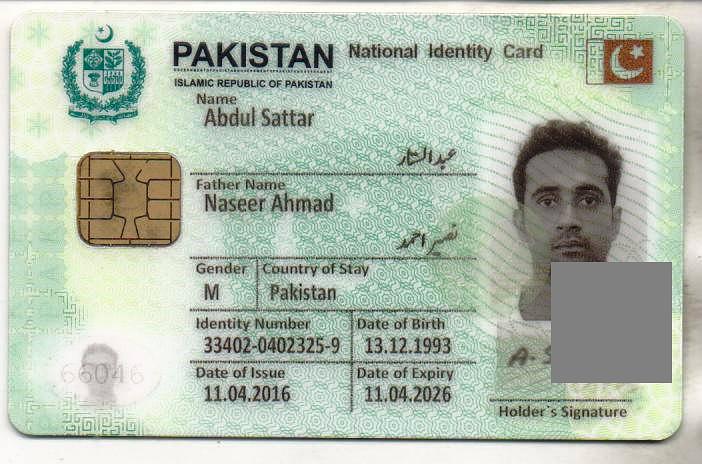 PAKISTAN National Identity Card
ISLAMIC REPUBLIC OF PAKISTAN
Name
Abdul Sattar
عبدالستار
Father Name
Naseer Ahmad
نصیر احمد
Gender Country of Stay
M Pakistan
Identity Number Date of Birth
33402-0402325-9 13.12.1993
Date of Issue Date of Expiry
11.04.2016 11.04.2026
66046
Holder`s Signature